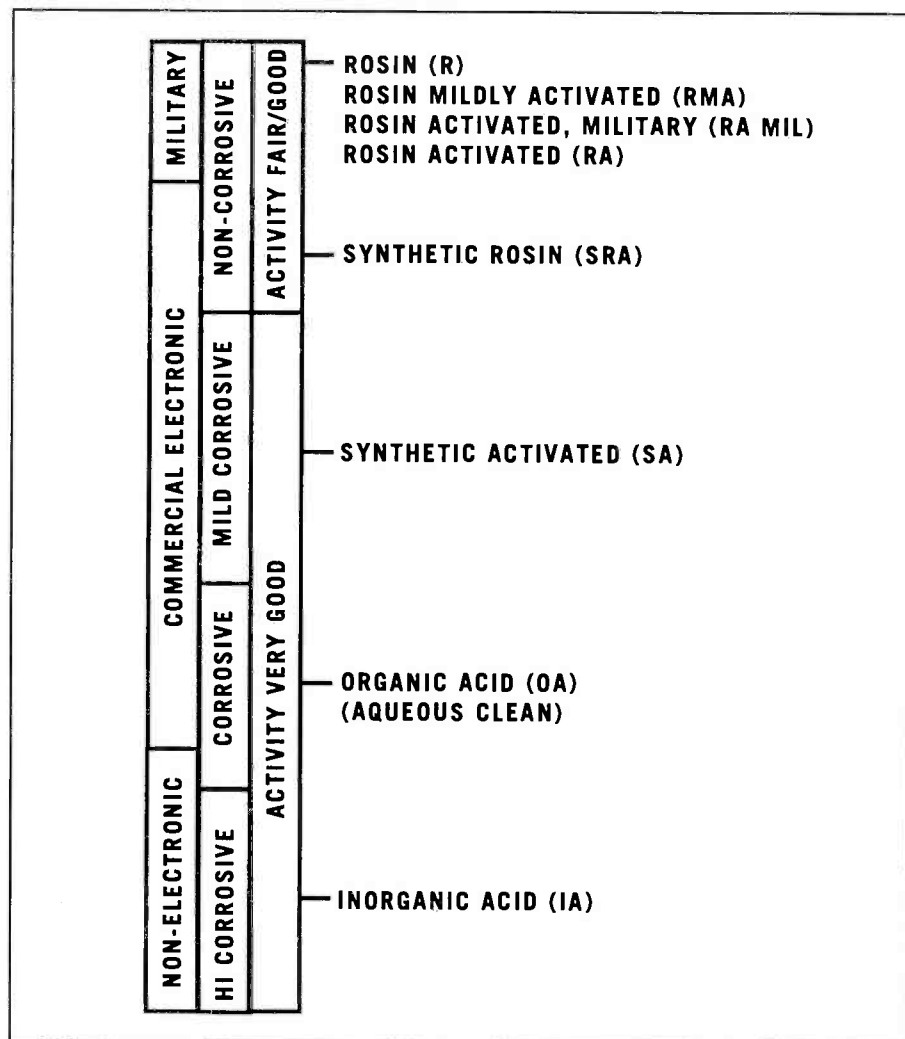 MILITARY
COMMERCIAL ELECTRONIC
NON-ELECTRONIC
NON-CORROSIVE
MILD CORROSIVE
CORROSIVE
HI CORROSIVE
ACTIVITY FAIR/GOOD
ACTIVITY VERY GOOD
ROSIN (R)
ROSIN MILDLY ACTIVATED (RMA)
ROSIN ACTIVATED, MILITARY (RA MIL)
ROSIN ACTIVATED (RA)
SYNTHETIC ROSIN (SRA)
SYNTHETIC ACTIVATED (SA)
ORGANIC ACID (OA)
(AQUEOUS CLEAN)
INORGANIC ACID (IA)